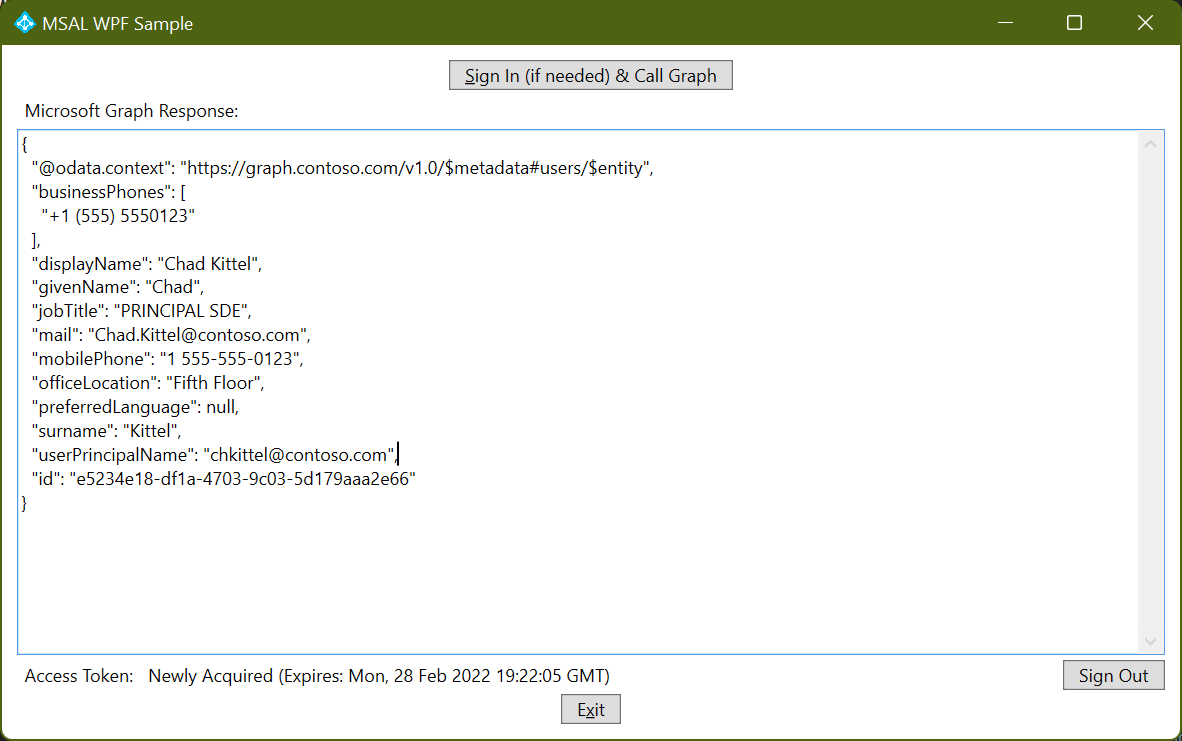 MSAL WPF Sample
Sign In (if needed) & Call Graph
Microsoft Graph Response:
{
"@odata.context": "https://graph.contoso.com/v1.0/$metadata#users/$entity",
"businessPhones": [
"+1 (555) 5550123"
],
"displayName": "Chad Kittel",
"givenName": "Chad",
"jobTitle": "PRINCIPAL SDE",
"mail": "Chad.Kittel@contoso.com",
"mobilePhone": "1 555-555-0123",
"officeLocation": "Fifth Floor",
"preferredLanguage": null,
"surname": "Kittel",
"userPrincipalName": "chkittel@contoso.com",
"id": "e5234e18-df1a-4703-9c03-5d179aaa2e66"
}
Access Token: Newly Acquired (Expires: Mon, 28 Feb 2022 19:22:05 GMT)
Sign Out
Exit